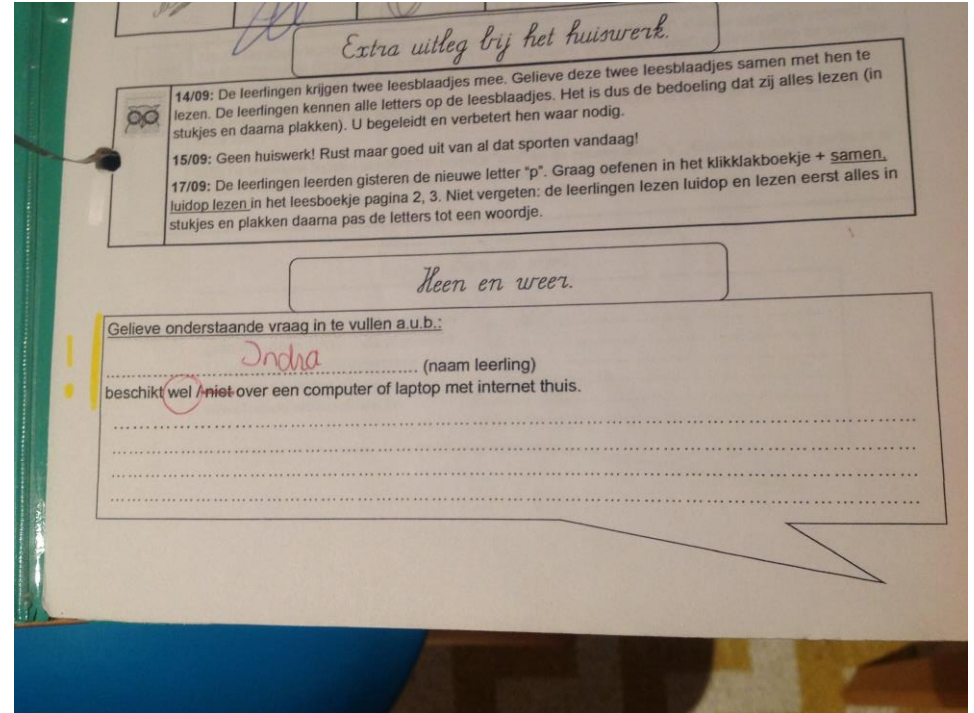 Extra uitleg bij het huiswerk.
14/09: De leerlingen krijgen twee leesblaadjes mee. Gelieve deze twee leesblaadjes samen met hen te
lezen. De leerlingen kennen alle letters op de leesblaadjes. Het is dus de bedoeling dat zij alles lezen (in
stukjes en daarna plakken). U begeleidt en verbetert hen waar nodig.
15/09: Geen huiswerk! Rust maar goed uit van al dat sporten vandaag!
17/09: De leerlingen leerden gisteren de nieuwe letter “p”. Graag oefenen in het klikklakboekje + samen,
luidop lezen in het leesboekje pagina 2, 3. Niet vergeten: de leerlingen lezen luidop en lezen eerst alles in
stukjes en plakken daarna pas de letters tot een woordje.
Heen en weer.
Gelieve onderstaande vraag in te vullen a.u.b.:
Indra (naam leerling)
beschikt wel / niet over een computer of laptop met internet thuis.